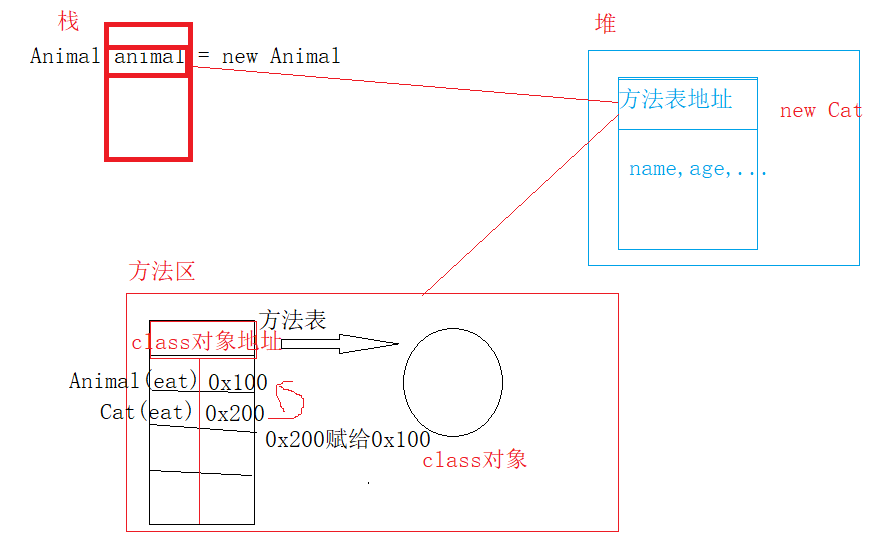 栈
堆
Animal animal = new Animal
方法表地址
new Cat
name,age,...
方法区
方法表
class对象地址
Animal(eat) 0x100
Cat(eat) 0x200
0x200赋给0x100
class对象